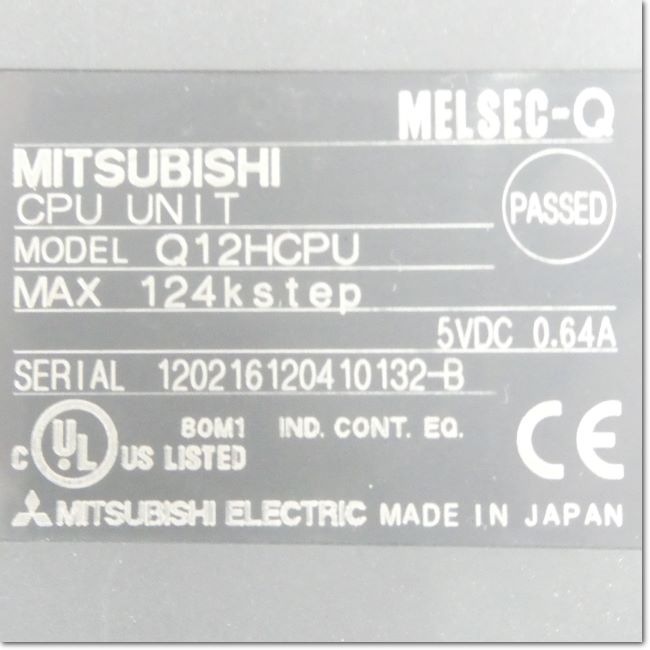 MELSEC-Q
MITSUBISHI
CPU UNIT
PASSED
MODEL Q12HCPU
MAX 124kstep
5VDC 0.64A
SERIAL 120216120410132-B
C UL US LISTED 80M1 IND. CONT. EQ.
CE
MITSUBISHI ELECTRIC MADE IN JAPAN